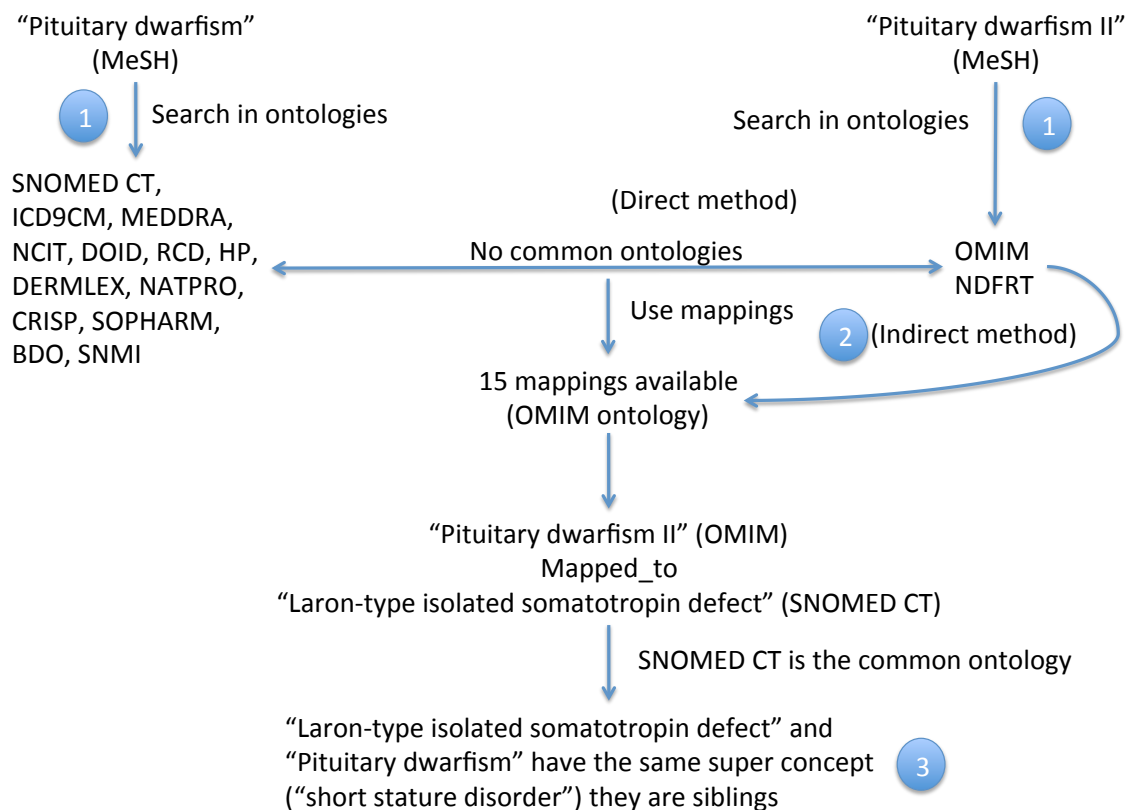 “Pituitary dwarfism”
(MeSH)
“Pituitary dwarfism II”
(MeSH)
1
Search in ontologies
Search in ontologies
1
SNOMED CT,
ICD9CM, MEDDRA,
NCIT, DOID, RCD, HP,
DERMLEX, NATPRO,
CRISP, SOPHARM,
BDO, SNMI
(Direct method)
No common ontologies
OMIM
NDFRT
Use mappings
2
(Indirect method)
15 mappings available
(OMIM ontology)
“Pituitary dwarfism II” (OMIM)
Mapped_to
“Laron-type isolated somatotropin defect” (SNOMED CT)
SNOMED CT is the common ontology
“Laron-type isolated somatotropin defect” and
“Pituitary dwarfism” have the same super concept
(“short stature disorder”) they are siblings
3